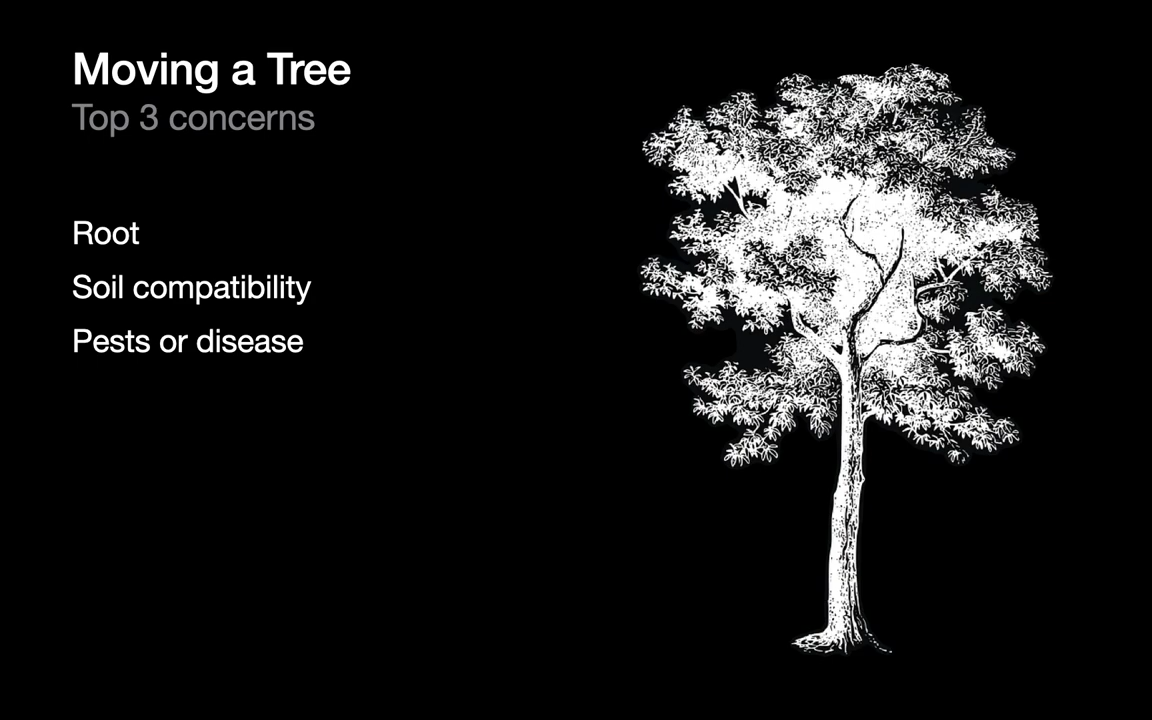 Moving a Tree
Top 3 concerns
Root
Soil compatibility
Pests or disease